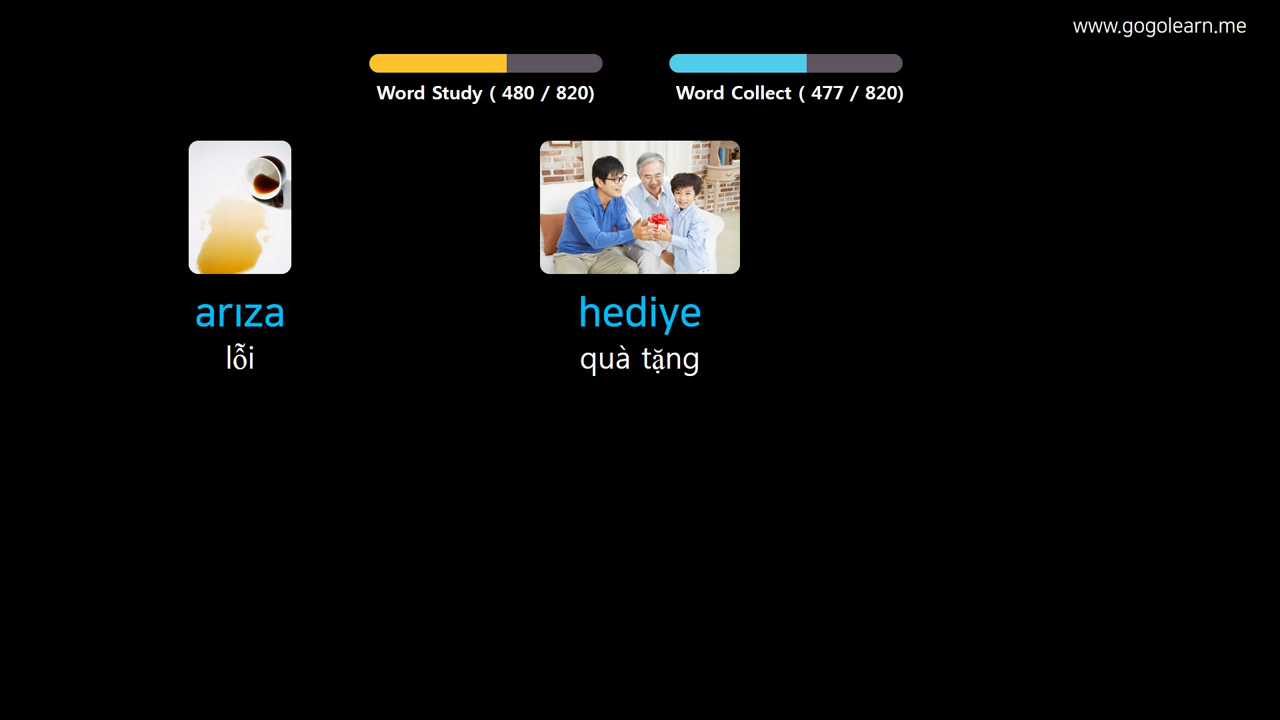 www.gogolearn.me
Word Study ( 480 / 820)
Word Collect ( 477 / 820)
arıza
lỗi
hediye
quà tặng